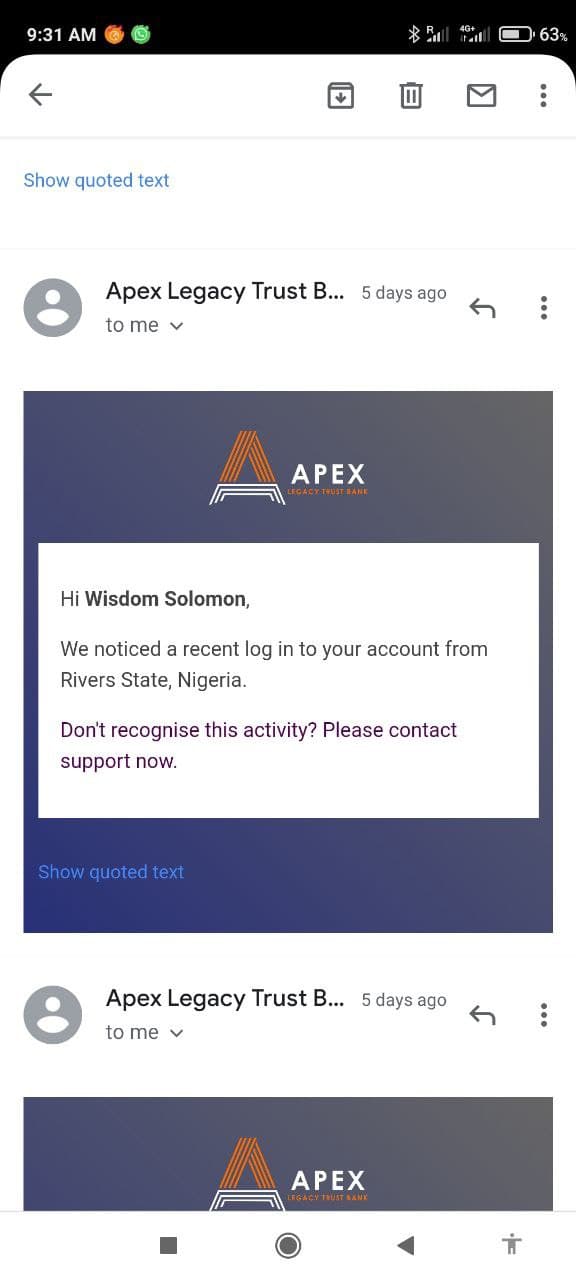 9:31 AM
R
4G+
63%
Show quoted text
Apex Legacy Trust B... 5 days ago
to me
APEX
LEGACY TRUST BANK
Hi Wisdom Solomon,
We noticed a recent log in to your account from
Rivers State, Nigeria.
Don't recognise this activity? Please contact
support now.
Show quoted text
Apex Legacy Trust B... 5 days ago
to me
APEX
LEGACY TRUST BANK